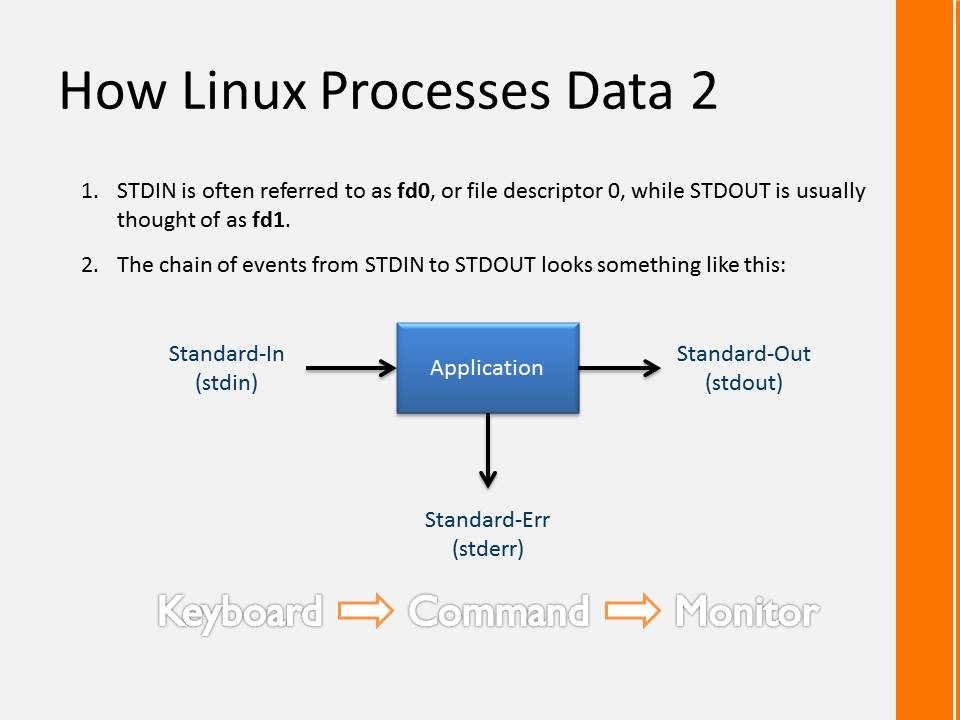 How Linux Processes Data 2
1. STDIN is often referred to as fd0, or file descriptor 0, while STDOUT is usually
thought of as fd1.
2. The chain of events from STDIN to STDOUT looks something like this:
Standard-In
(stdin)
Application
Standard-Out
(stdout)
Standard-Err
(stderr)
Keyboard Command Monitor